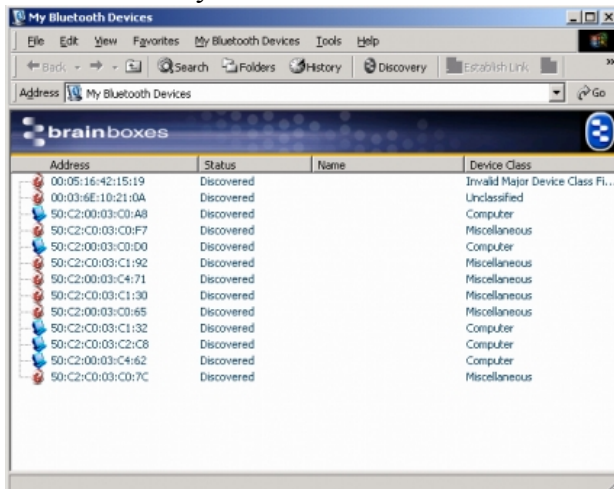 My Bluetooth Devices
File Edit View Favorites My Bluetooth Devices Tools Help
Back Search Folders History Discovery Establish Link »
Address My Bluetooth Devices Go
brainboxes
Address Status Name Device Class
00:05:16:42:15:19 Discovered Invalid Major Device Class Fi...
00:03:6E:10:21:0A Discovered Unclassified
50:C2:00:03:C0:A8 Discovered Computer
50:C2:C0:03:C0:F7 Discovered Miscellaneous
50:C2:00:03:C0:D0 Discovered Computer
50:C2:C0:03:C1:92 Discovered Miscellaneous
50:C2:00:03:C4:71 Discovered Miscellaneous
50:C2:C0:03:C1:30 Discovered Miscellaneous
50:C2:00:03:C0:65 Discovered Miscellaneous
50:C2:C0:03:C1:32 Discovered Computer
50:C2:C0:03:C2:C8 Discovered Computer
50:C2:00:03:C4:62 Discovered Computer
50:C2:C0:03:C0:7C Discovered Miscellaneous